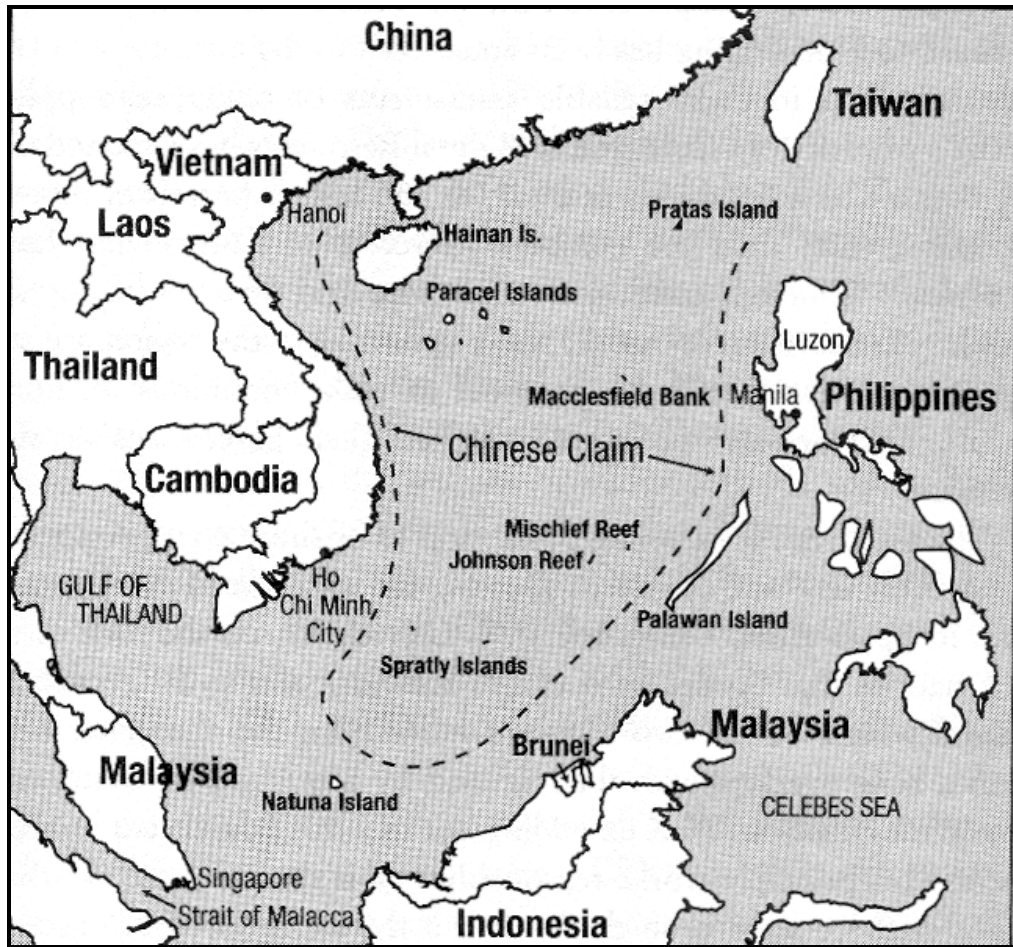 China
Taiwan
Vietnam
Hanoi
Laos
Hainan Is.
Pratas Island
Paracel Islands
Luzon
Thailand
Macclesfield Bank
Manila
Philippines
Chinese Claim
Cambodia
Mischief Reef
Johnson Reef
GULF OF
THAILAND
Ho
Chi Minh
City
Palawan Island
Spratly Islands
Malaysia
Brunei
Malaysia
Natuna Island
CELEBES SEA
Singapore
Strait of Malacca
Indonesia